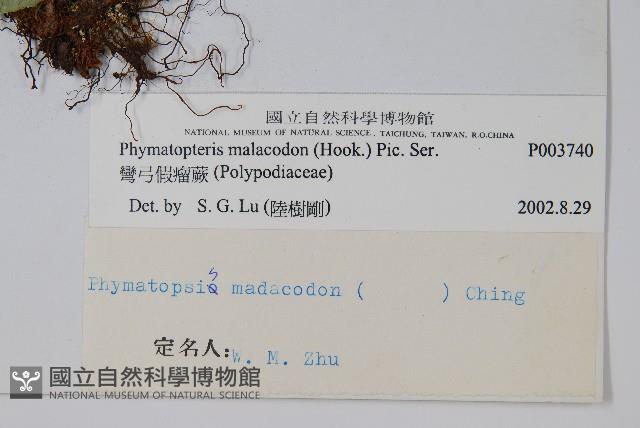 國立自然科學博物館
NATIONAL MUSEUM OF NATURAL SCIENCE, TAICHUNG, TAIWAN, R.O.CHINA
Phymatopteris malacodon (Hook.) Pic. Ser. P003740
彎弓假瘤蕨 (Polypodiaceae)
Det. by S. G. Lu (陸樹剛) 2002.8.29
Phymatopsis madacodon ( ) Ching
定名人: W. M. Zhu
國立自然科學博物館
NATIONAL MUSEUM OF NATURAL SCIENCE